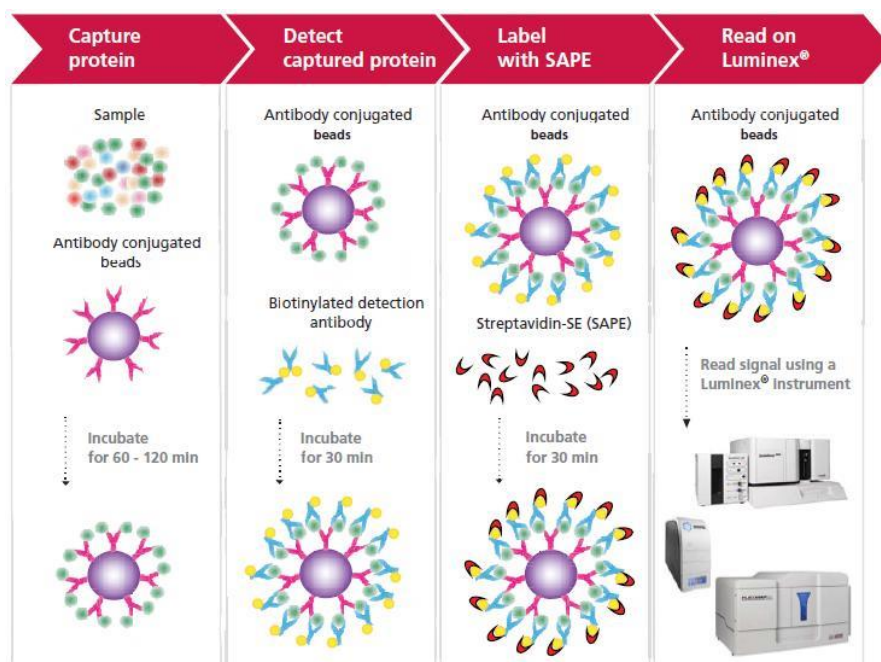 Capture
protein
Detect
captured protein
Label
with SAPE
Read on
Luminex®
Sample
Antibody conjugated
beads
Incubate
for 60 - 120 min
Antibody conjugated
beads
Biotinylated detection
antibody
Incubate
for 30 min
Antibody conjugated
beads
Streptavidin-SE (SAPE)
Incubate
for 30 min
Antibody conjugated
beads
Read signal using a
Luminex® instrument